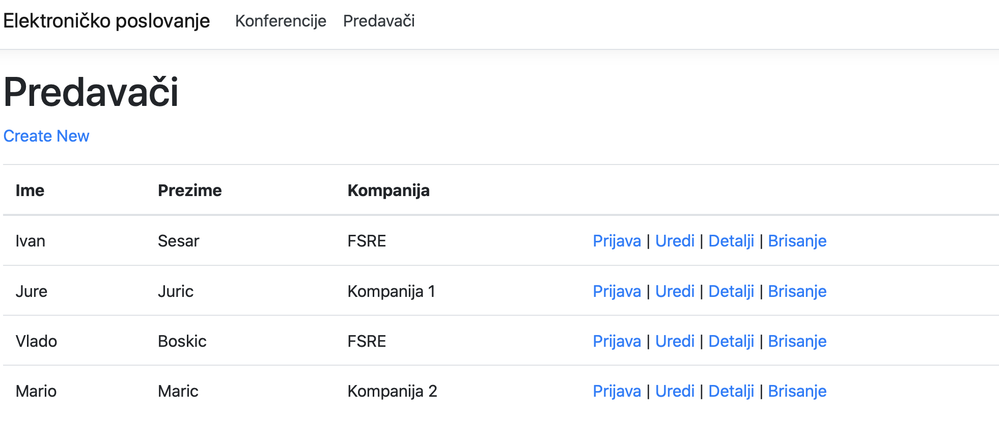 Elektroničko poslovanje Konferencije Predavači
Predavači
Create New
Ime Prezime Kompanija
Ivan Sesar FSRE Prijava | Uredi | Detalji | Brisanje
Jure Juric Kompanija 1 Prijava | Uredi | Detalji | Brisanje
Vlado Boskic FSRE Prijava | Uredi | Detalji | Brisanje
Mario Maric Kompanija 2 Prijava | Uredi | Detalji | Brisanje